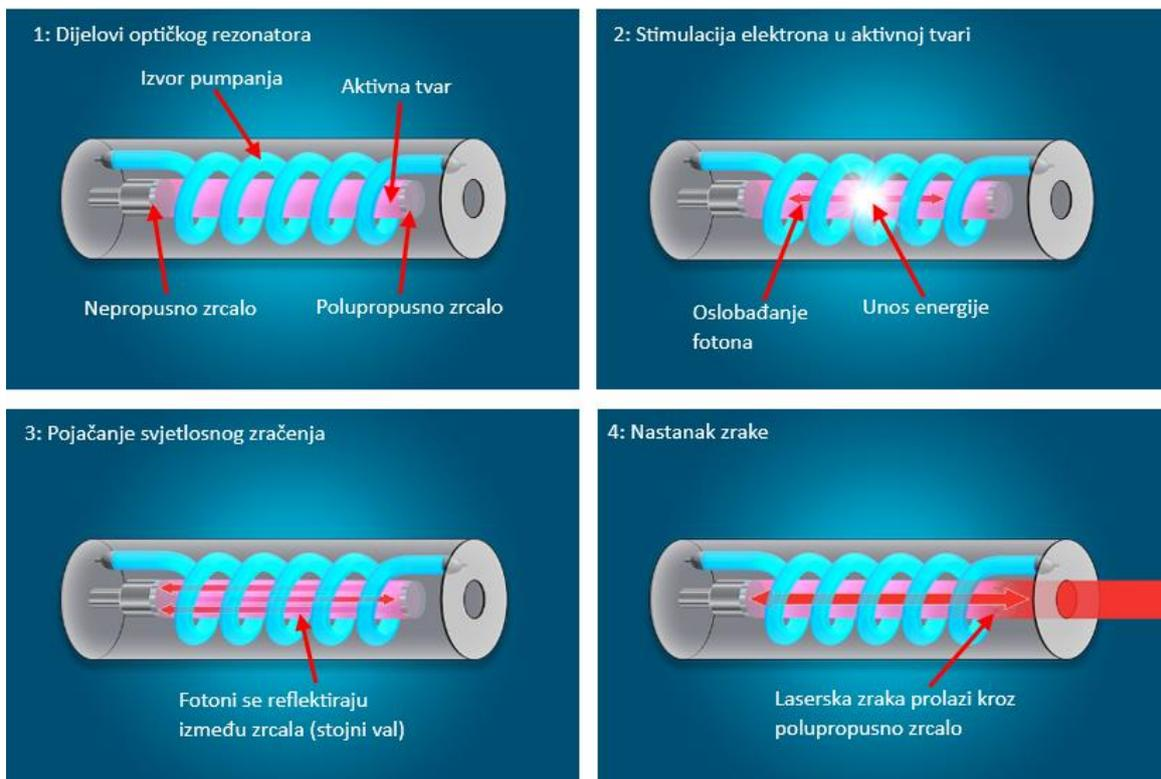 1: Dijelovi optičkog rezonatora
Izvor pumpanja
Aktivna tvar
Nepropusno zrcalo
Polupropusno zrcalo
2: Stimulacija elektrona u aktivnoj tvari
Oslobađanje
fotona
Unos energije
3: Pojačanje svjetlosnog zračenja
Fotoni se reflektiraju
između zrcala (stojni val)
4: Nastanak zrake
Laserska zraka prolazi kroz
polupropusno zrcalo